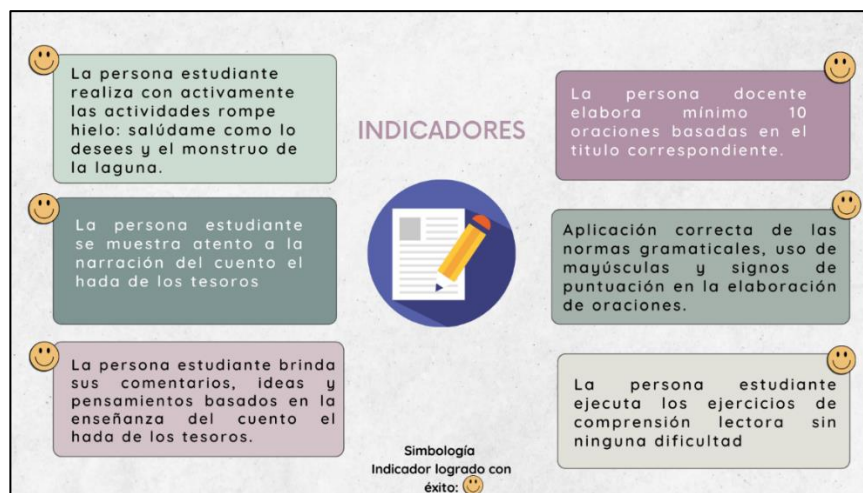 La persona estudiante
realiza con activamente
las actividades rompe
hielo: salúdame como lo
desees y el monstruo de
la laguna.
La persona estudiante
se muestra atento a la
narración del cuento el
hada de los tesoros
La persona estudiante brinda
sus comentarios, ideas y
pensamientos basados en la
enseñanza del cuento el
hada de los tesoros.
INDICADORES
Simbología
Indicador logrado con
éxito:
La persona docente
elabora mínimo 10
oraciones basadas en el
titulo correspondiente.
Aplicación correcta de las
normas gramaticales, uso de
mayúsculas y signos de
puntuación en la elaboración
de oraciones.
La persona estudiante
ejecuta los ejercicios de
comprensión lectora sin
ninguna dificultad